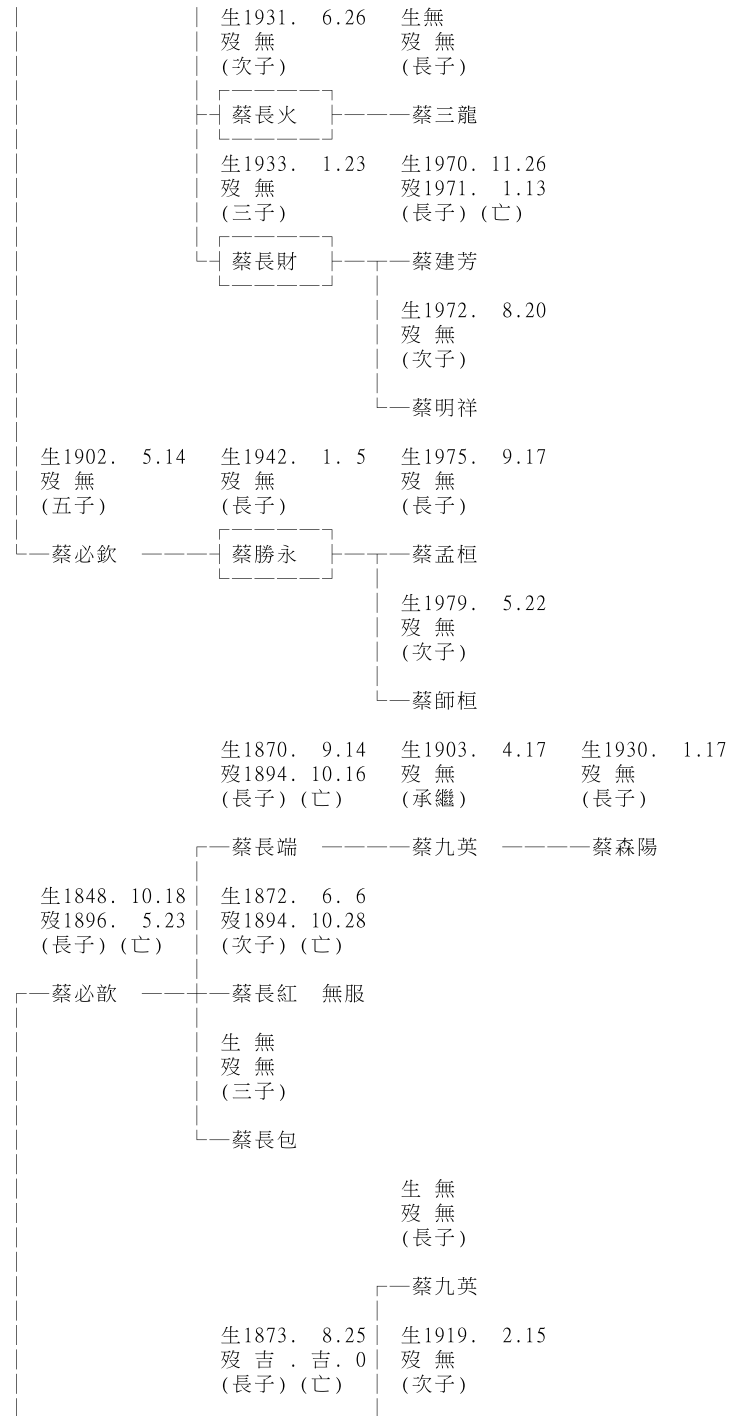 生1931. 6.26 生無
歿 無 歿 無
(次子) (長子)
蔡長火 蔡三龍
生1933. 1.23 生1970. 11.26
歿 無 歿1971. 1.13
(三子) (長子)(亡)
蔡長財 蔡建芳
生1972. 8.20
歿 無
(次子)
蔡明祥
生1902. 5.14 生1942. 1. 5 生1975. 9.17
歿 無 歿 無 歿 無
(五子) (長子) (長子)
蔡必欽 蔡勝永 蔡孟桓
生1979. 5.22
歿 無
(次子)
蔡師桓
生1870. 9.14 生1903. 4.17 生1930. 1.17
歿1894. 10.16 歿 無 歿 無
(長子)(亡) (承繼) (長子)
蔡長端 蔡九英 蔡森陽
生1848. 10.18 生1872. 6. 6
歿1896. 5.23 歿1894. 10.28
(長子)(亡) (次子)(亡)
蔡必歆 蔡長紅 無服
生 無
歿 無
(三子)
蔡長包
生 無
歿 無
(長子)
蔡九英
生1873. 8.25 生1919. 2.15
歿 吉 . 吉. 0 歿 無
(長子)(亡) (次子)